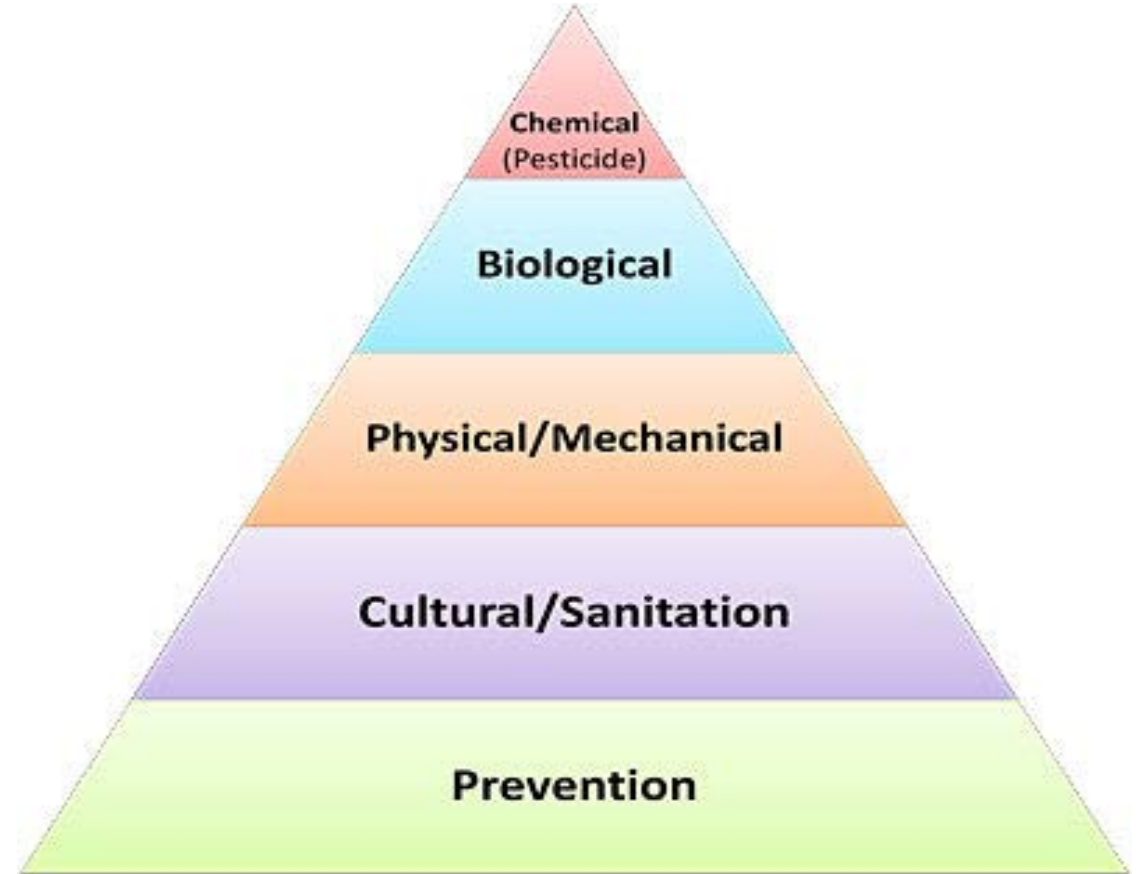 Chemical
(Pesticide)
Biological
Physical/Mechanical
Cultural/Sanitation
Prevention